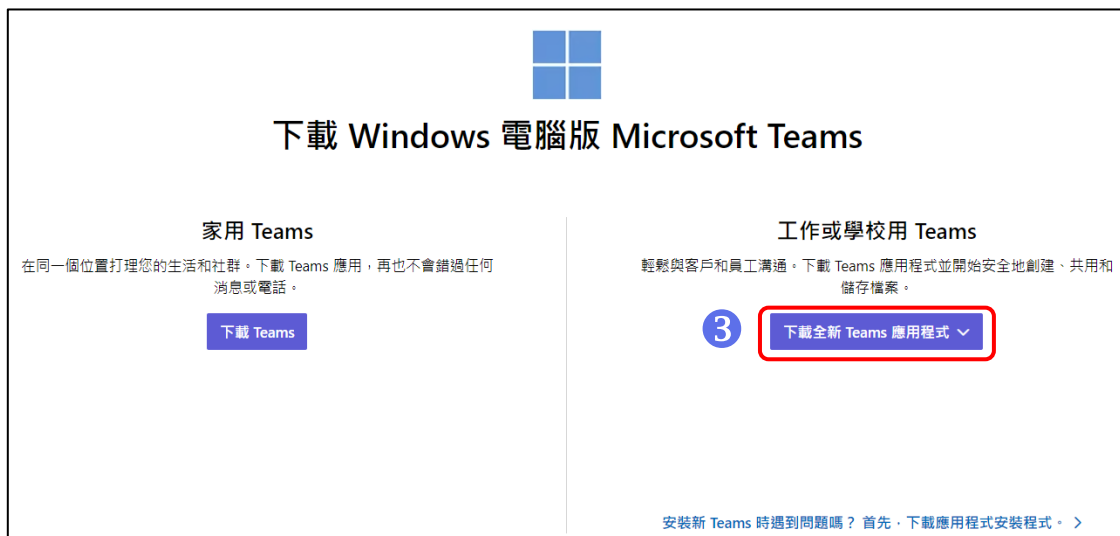 下載 Windows 電腦版 Microsoft Teams
家用 Teams
在同一個位置打理您的生活和社群。下載 Teams 應用，再也不會錯過任何
消息或電話。
下載 Teams
工作或學校用 Teams
輕鬆與客戶和員工溝通。下載 Teams 應用程式並開始安全地創建、共用和
儲存檔案。
3
下載全新 Teams 應用程式
安裝新 Teams 時遇到問題嗎？ 首先，下載應用程式安裝程式。